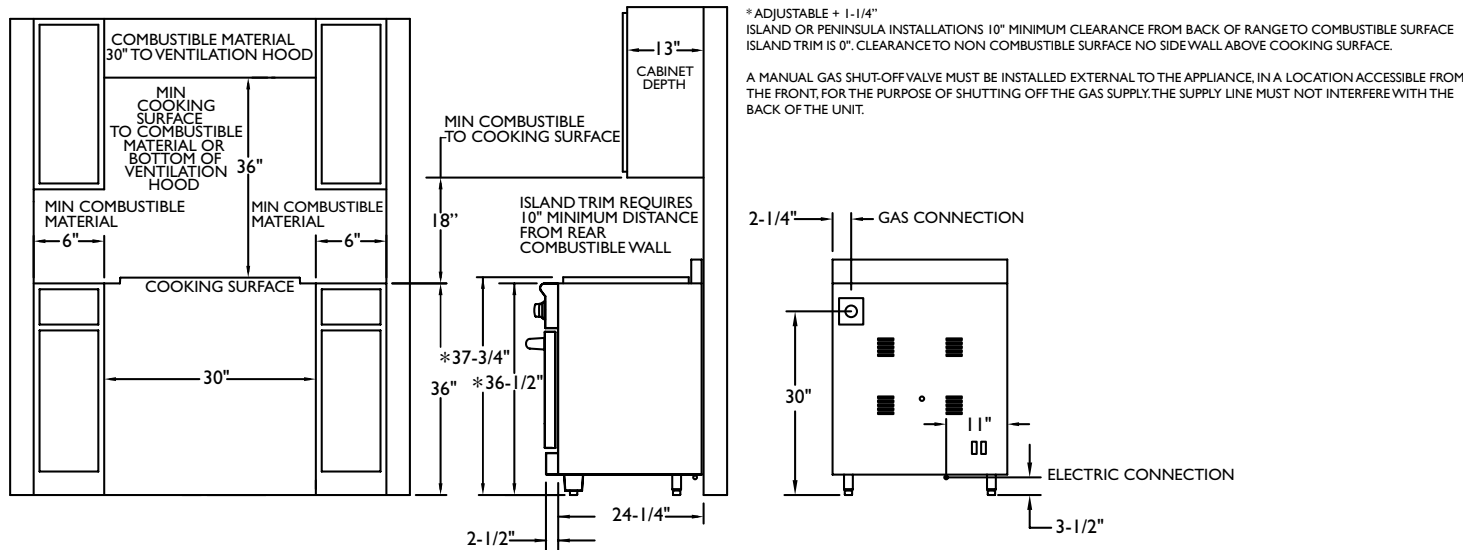 COMBUSTIBLE MATERIAL
30" TO VENTILATION HOOD
MIN
COOKING
SURFACE
TO COMBUSTIBLE
MATERIAL OR
BOTTOM OF
VENTILATION
HOOD
36"
MIN COMBUSTIBLE
MATERIAL
6"
MIN COMBUSTIBLE
MATERIAL
6"
COOKING SURFACE
30"
13"
CABINET
DEPTH
MIN COMBUSTIBLE
TO COOKING SURFACE
18”
ISLAND TRIM REQUIRES
10" MINIMUM DISTANCE
FROM REAR
COMBUSTIBLE WALL
*37-3/4"
36"
*36-1/2"
24-1/4"
2-1/2"
* ADJUSTABLE + 1-1/4”
ISLAND OR PENINSULA INSTALLATIONS 10" MINIMUM CLEARANCE FROM BACK OF RANGE TO COMBUSTIBLE SURFACE
ISLAND TRIM IS 0". CLEARANCE TO NON COMBUSTIBLE SURFACE NO SIDE WALL ABOVE COOKING SURFACE.
A MANUAL GAS SHUT-OFF VALVE MUST BE INSTALLED EXTERNAL TO THE APPLIANCE, IN A LOCATION ACCESSIBLE FROM
THE FRONT, FOR THE PURPOSE OF SHUTTING OFF THE GAS SUPPLY. THE SUPPLY LINE MUST NOT INTERFERE WITH THE
BACK OF THE UNIT.
2-1/4"
GAS CONNECTION
30"
11"
ELECTRIC CONNECTION
3-1/2"